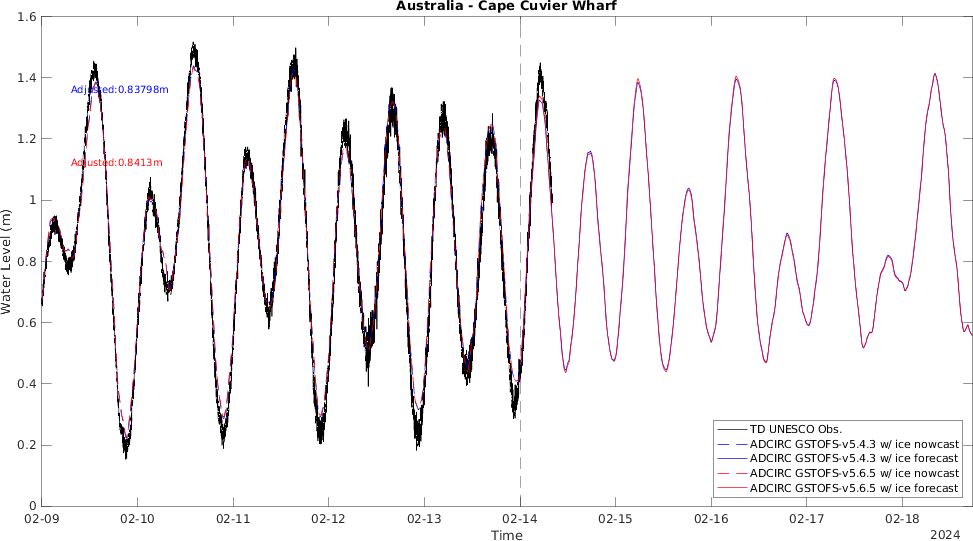 Australia - Cape Cuvier Wharf
1.6
1.4
1.2
1
0.8
0.6
0.4
0.2
0
Water Level (m)
Adjusted:0.83798m
Adjusted:0.8413m
TD UNESCO Obs.
ADCIRC GSTOFS-v5.4.3 w/ ice nowcast
ADCIRC GSTOFS-v5.4.3 w/ ice forecast
ADCIRC GSTOFS-v5.6.5 w/ ice nowcast
ADCIRC GSTOFS-v5.6.5 w/ ice forecast
02-09 02-10 02-11 02-12 02-13 02-14 02-15 02-16 02-17 02-18
Time
2024